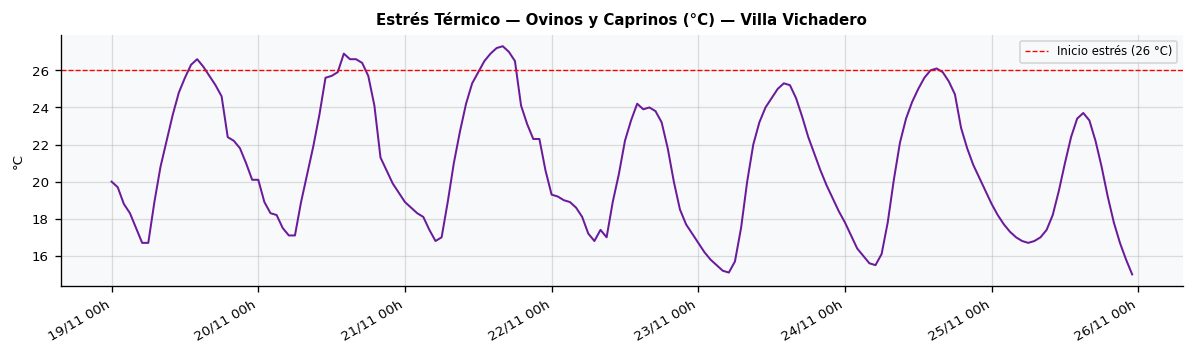 Estrés Térmico — Ovinos y Caprinos (°C) — Villa Vichadero
Inicio estrés (26 °C)
°C
26
24
22
20
18
16
19/11 00h
20/11 00h
21/11 00h
22/11 00h
23/11 00h
24/11 00h
25/11 00h
26/11 00h